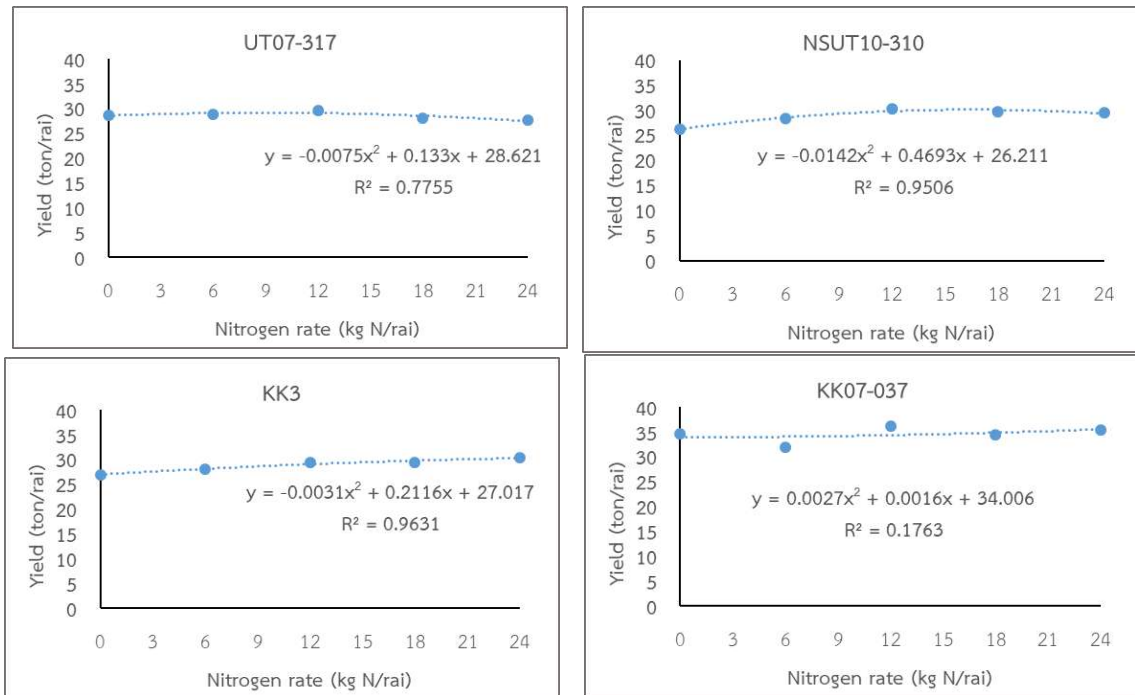 UT07-317
40
35
30
25
20
15
10
5
0
Yield (ton/rai)
y = -0.0075x² + 0.133x + 28.621
R² = 0.7755
0 3 6 9 12 15 18 21 24
Nitrogen rate (kg N/rai)
NSUT10-310
40
35
30
25
20
15
10
5
0
Yield (ton/rai)
y = -0.0142x² + 0.4693x + 26.211
R² = 0.9506
0 3 6 9 12 15 18 21 24
Nitrogen rate (kg N/rai)
KK3
40
35
30
25
20
15
10
5
0
Yield (ton/rai)
y = -0.0031x² + 0.2116x + 27.017
R² = 0.9631
0 3 6 9 12 15 18 21 24
Nitrogen rate (kg N/rai)
KK07-037
40
35
30
25
20
15
10
5
0
Yield (ton/rai)
y = 0.0027x² + 0.0016x + 34.006
R² = 0.1763
0 3 6 9 12 15 18 21 24
Nitrogen rate (kg N/rai)